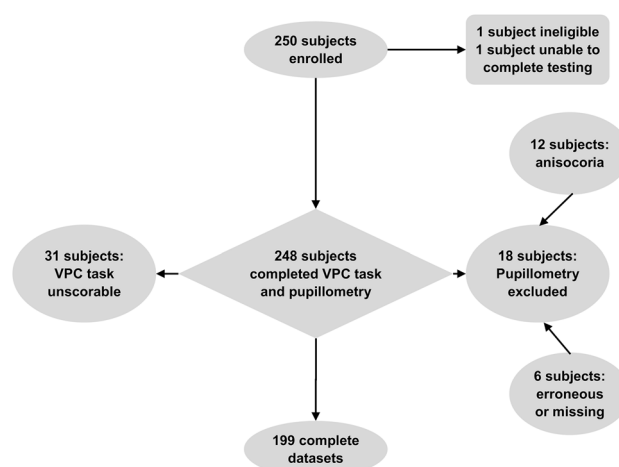 250 subjects
enrolled
1 subject ineligible
1 subject unable to
complete testing
12 subjects:
anisocoria
31 subjects:
VPC task
unscorable
248 subjects
completed VPC task
and pupillometry
18 subjects:
Pupillometry
excluded
6 subjects:
erroneous
or missing
199 complete
datasets